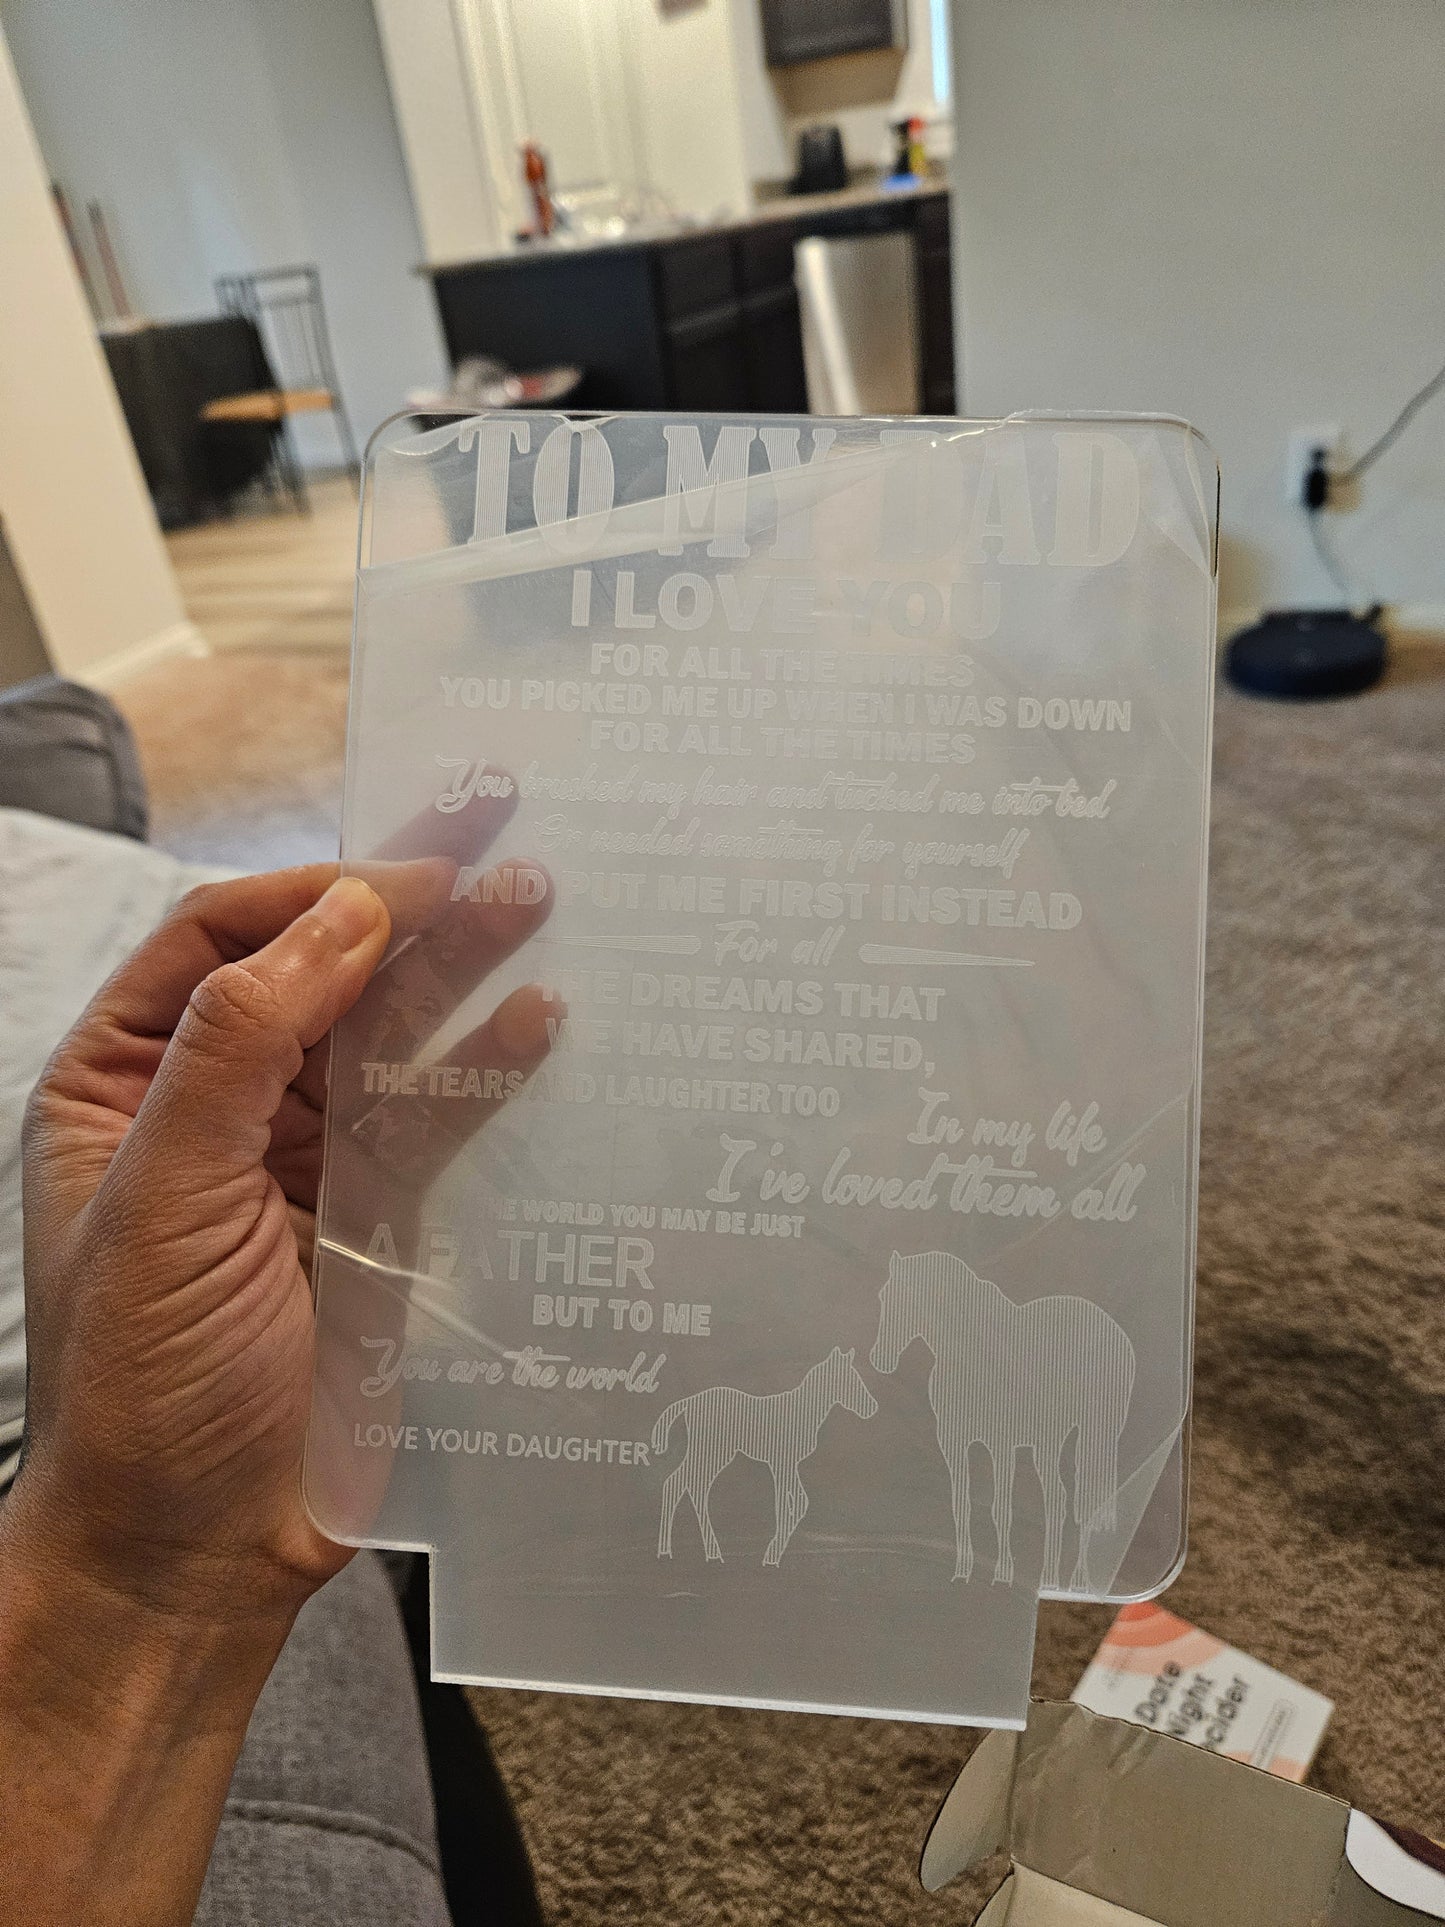 TO MY DAD
I LOVE YOU
FOR ALL THE TIMES
YOU PICKED ME UP WHEN I WAS DOWN
FOR ALL THE TIMES
You brushed my hair and tucked me into bed
Or needed something for yourself
AND PUT ME FIRST INSTEAD
For all
THE DREAMS THAT
WE HAVE SHARED,
THE TEARS AND LAUGHTER TOO
In my life
I've loved them all
THE WORLD YOU MAY BE JUST
A FATHER
BUT TO ME
You are the world
LOVE YOUR DAUGHTER
Date
Night